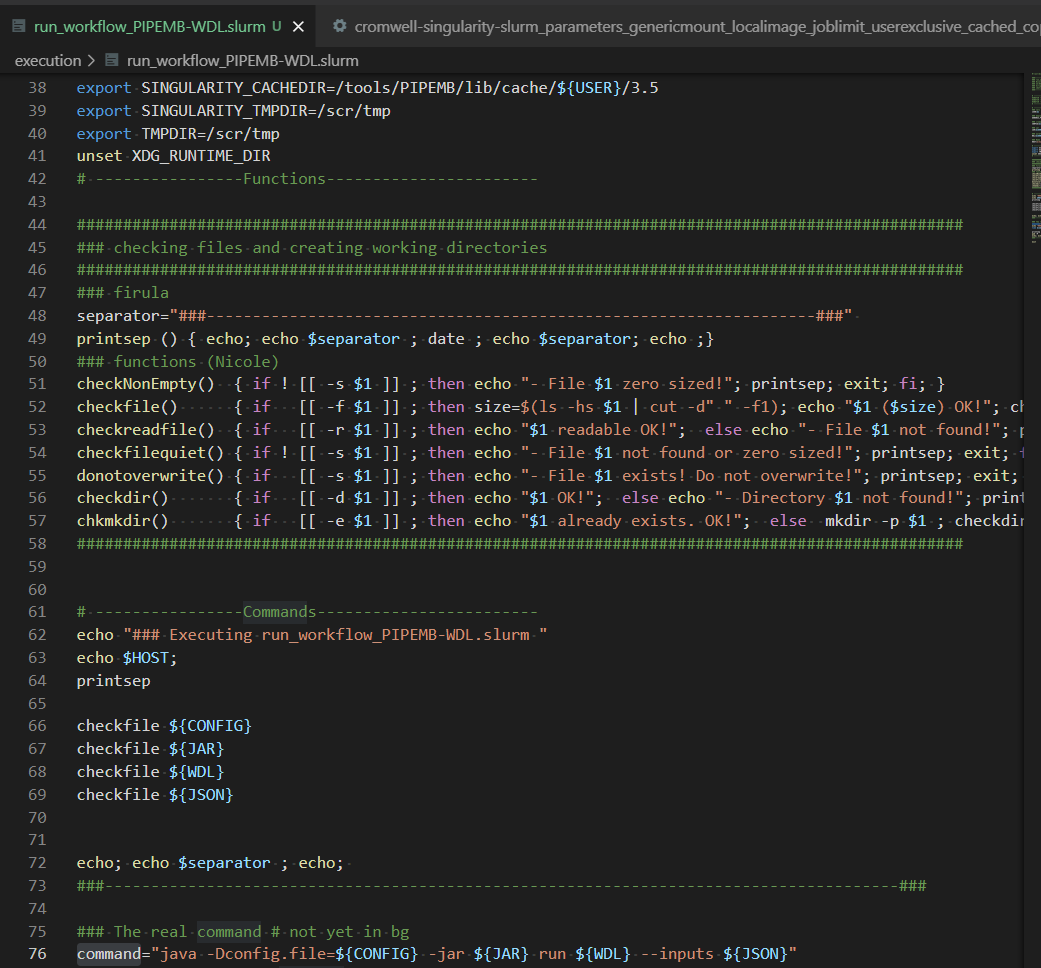 run_workflow_PIPEMB-WDL.slurm U
cromwell-singularity-slurm_parameters_genericmount_localimage_joblimit_userexclusive_cached_co
execution > run_workflow_PIPEMB-WDL.slurm
38 export SINGULARITY_CACHEDIR=/tools/PIPEMB/lib/cache/${USER}/3.5
39 export SINGULARITY_TMPDIR=/scr/tmp
40 export TMPDIR=/scr/tmp
41 unset XDG_RUNTIME_DIR
42 # ----------------Functions-----------------------
43
44 ################################################################################################
45 ### checking files and creating working directories
46 ################################################################################################
47 ### firula
48 separator="###------------------------------------------------------------------###"
49 printsep () { echo; echo $separator ; date ; echo $separator; echo ;}
50 ### functions (Nicole)
51 checkNonEmpty() { if ! [[ -s $1 ]] ; then echo "- File $1 zero sized!"; printsep; exit; fi; }
52 checkfile() { if [[ -f $1 ]] ; then size=$(ls -hs $1 | cut -d" " -f1); echo "$1 ($size) OK!"; ch
53 checkreadfile() { if [[ -r $1 ]] ; then echo "$1 readable OK!"; else echo "- File $1 not found!"; p
54 checkfilequiet() { if ! [[ -s $1 ]] ; then echo "- File $1 not found or zero sized!"; printsep; exit; f
55 donotoverwrite() { if [[ -s $1 ]] ; then echo "- File $1 exists! Do not overwrite!"; printsep; exit;
56 checkdir() { if [[ -d $1 ]] ; then echo "$1 OK!"; else echo "- Directory $1 not found!"; print
57 chkmkdir() { if [[ -e $1 ]] ; then echo "$1 already exists. OK!"; else mkdir -p $1 ; checkdir
58 ################################################################################################
59
60
61 # ----------------Commands------------------------
62 echo "### Executing run_workflow_PIPEMB-WDL.slurm "
63 echo $HOST;
64 printsep
65
66 checkfile ${CONFIG}
67 checkfile ${JAR}
68 checkfile ${WDL}
69 checkfile ${JSON}
70
71
72 echo; echo $separator ; echo;
73 ###--------------------------------------------------------------------------------------###
74
75 ### The real command # not yet in bg
76 command="java -Dconfig.file=${CONFIG} -jar ${JAR} run ${WDL} --inputs ${JSON}"